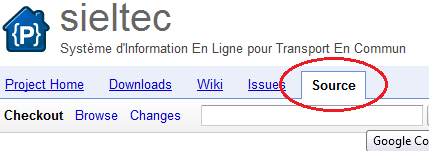 {P}
sieltec
Système d'Information En Ligne pour Transport En Commun
Project Home Downloads Wiki Issues Source
Checkout Browse Changes
Google Co